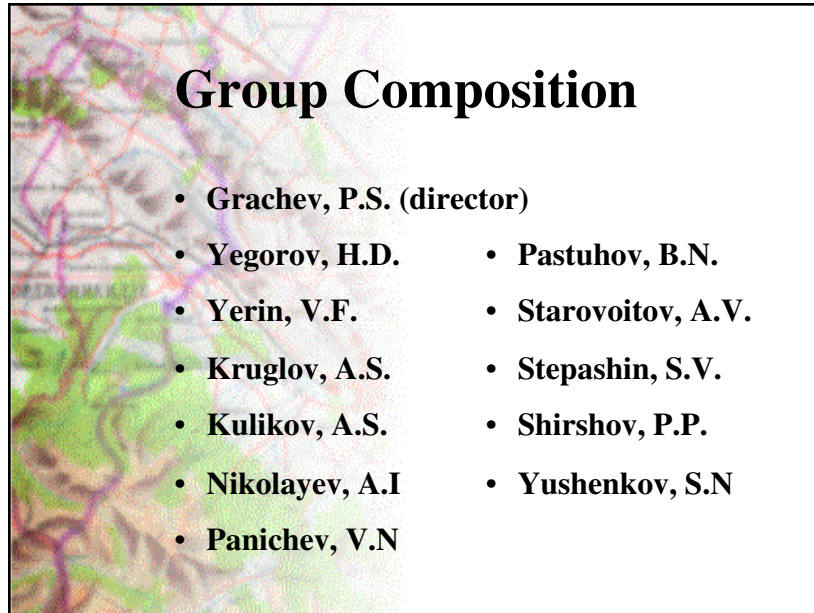 Group Composition
• Grachev, P.S. (director)
• Yegorov, H.D.
• Yerin, V.F.
• Kruglov, A.S.
• Kulikov, A.S.
• Nikolayev, A.I
• Panichev, V.N
• Pastuhov, B.N.
• Starovoitov, A.V.
• Stepashin, S.V.
• Shirshov, P.P.
• Yushenkov, S.N